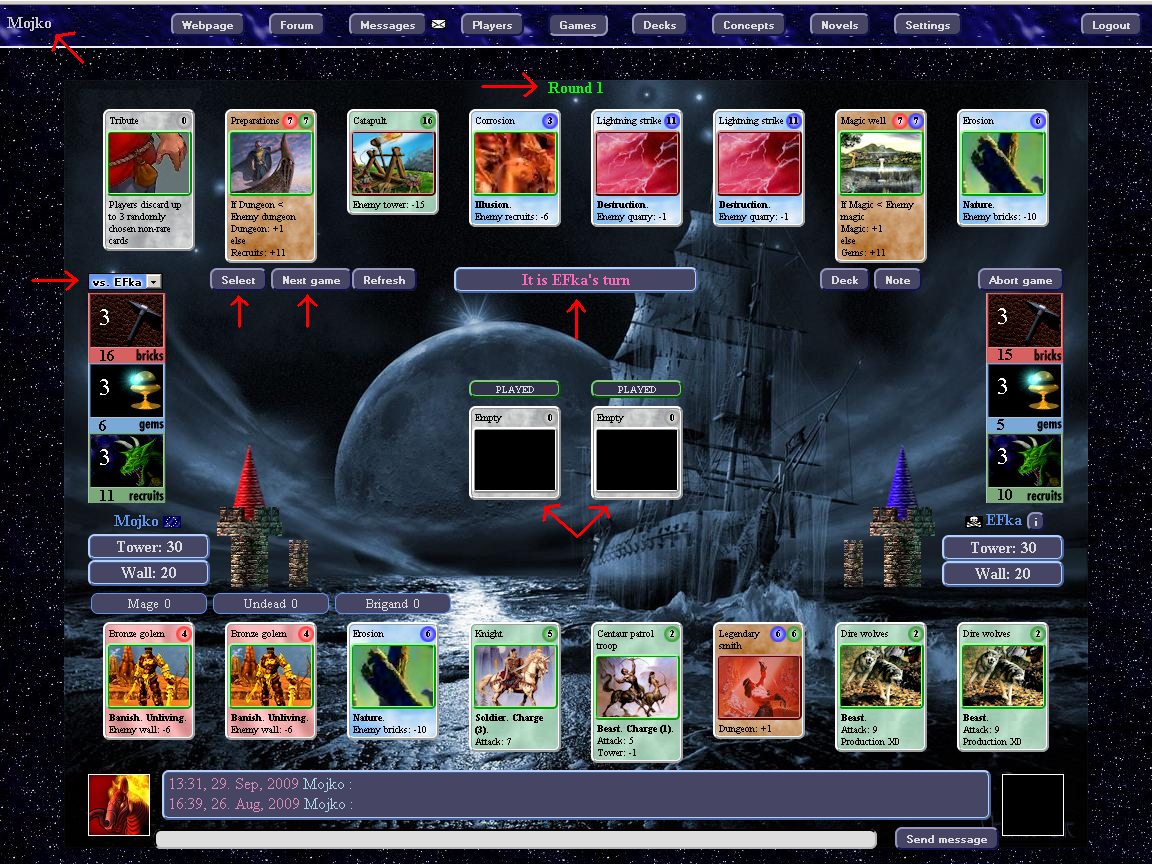 Mojko
Webpage
Forum
Messages
Players
Games
Decks
Concepts
Novels
Settings
Logout
Round 1
Tribute 0
Players discard up
to 3 randomly
chosen non-rare
cards
Preparations 7 7
If Dungeon <
Enemy dungeon
Dungeon: +1
else
Recruits: +11
Catapult 16
Enemy tower: -15
Corrosion 3
Illusion.
Enemy recruits: -6
Lightning strike 11
Destruction.
Enemy quarry: -1
Lightning strike 11
Destruction.
Enemy quarry: -1
Magic well 7 7
If Magic < Enemy
magic
Magic: +1
else
Gems: +11
Erosion 6
Nature.
Enemy bricks: -10
vs. EFka
Select
Next game
Refresh
It is EFka's turn
Deck
Note
Abort game
3
16 bricks
3
6 gems
3
11 recruits
PLAYED
Empty 0
PLAYED
Empty 0
3
15 bricks
3
5 gems
3
10 recruits
Mojko
Tower: 30
Wall: 20
EFka i
Tower: 30
Wall: 20
Mage 0
Undead 0
Brigand 0
Bronze golem 4
Banish. Unliving.
Enemy wall: -6
Bronze golem 4
Banish. Unliving.
Enemy wall: -6
Erosion 6
Nature.
Enemy bricks: -10
Knight 5
Soldier. Charge
(3).
Attack: 7
Centaur patrol 2
troop
Beast. Charge (1).
Attack: 5
Tower: -1
Legendary 6 6
smith
Dungeon: +1
Dire wolves 2
Beast.
Attack: 9
Production X0
Dire wolves 2
Beast.
Attack: 9
Production X0
13:31, 29. Sep, 2009 Mojko :
16:39, 26. Aug, 2009 Mojko :
Send message